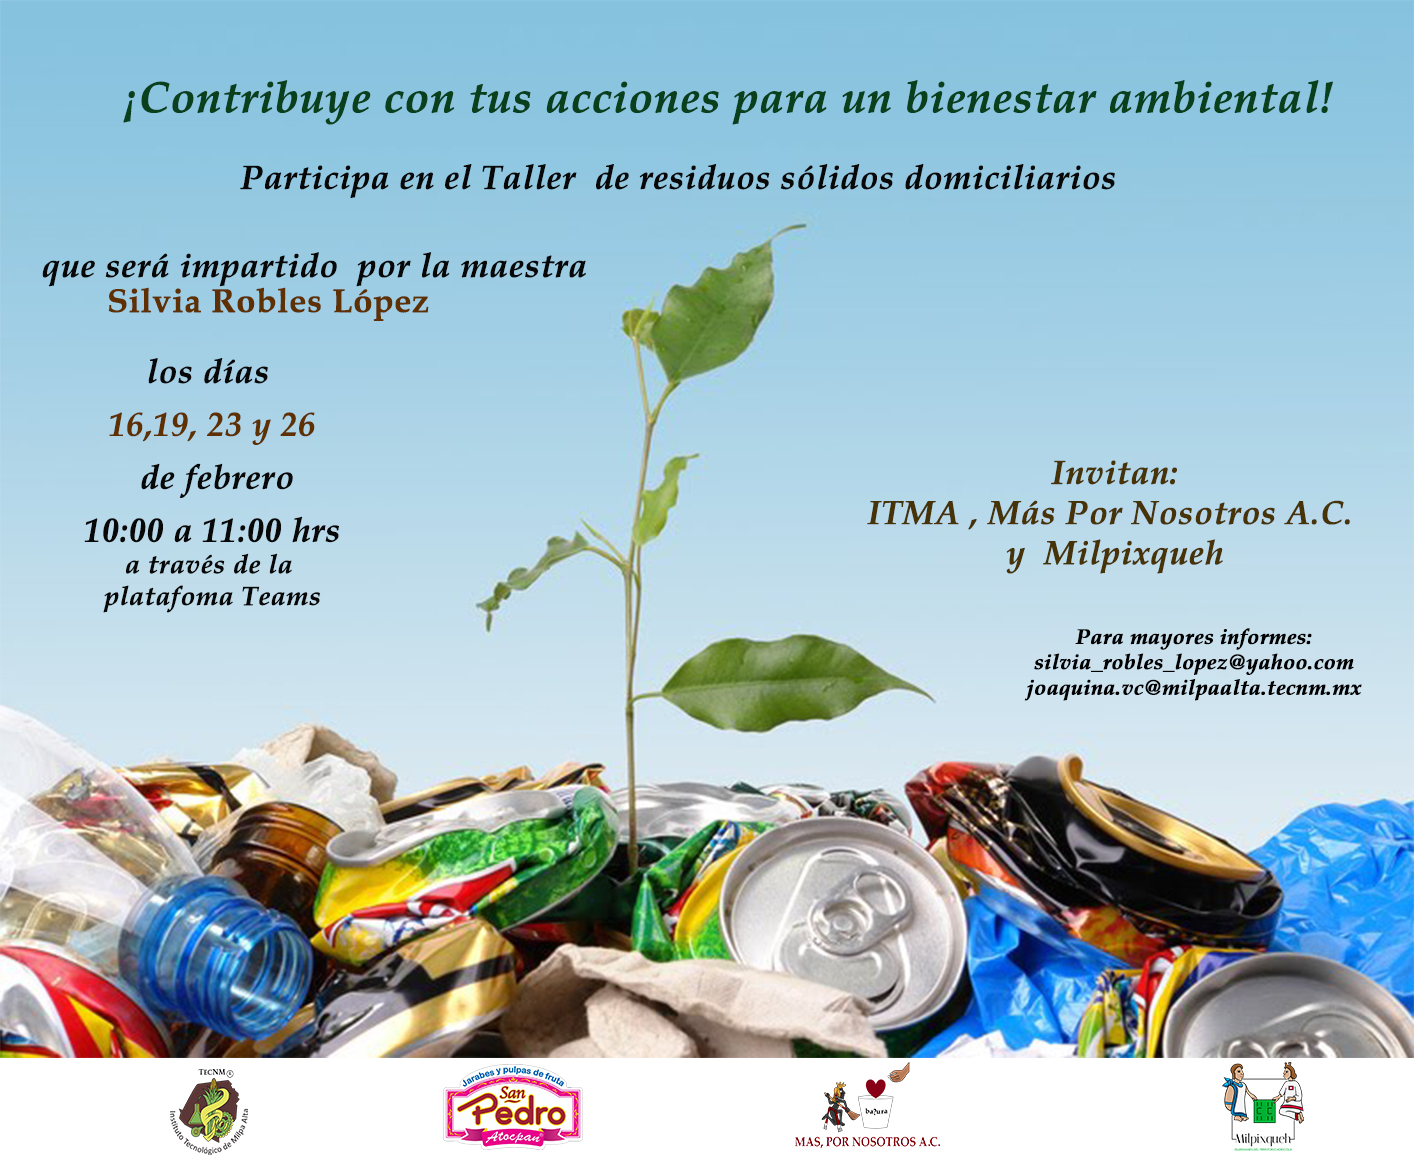 ¡Contribuye con tus acciones para un bienestar ambiental!
Participa en el Taller de residuos sólidos domiciliarios
que será impartido por la maestra
Silvia Robles López
los días
16,19, 23 y 26
de febrero
10:00 a 11:00 hrs
a través de la
platafoma Teams
Invitan:
ITMA , Más Por Nosotros A.C.
y Milpixqueh
Para mayores informes:
silvia_robles_lopez@yahoo.com
joaquina.vc@milpaalta.tecnm.mx
TECNM
Instituto Tecnológico de Milpa Alta
Jarabes y pulpas de fruta
San
Pedro
Atocpan
ba?ura
MAS, POR NOSOTROS A.C.
Milpixqueh